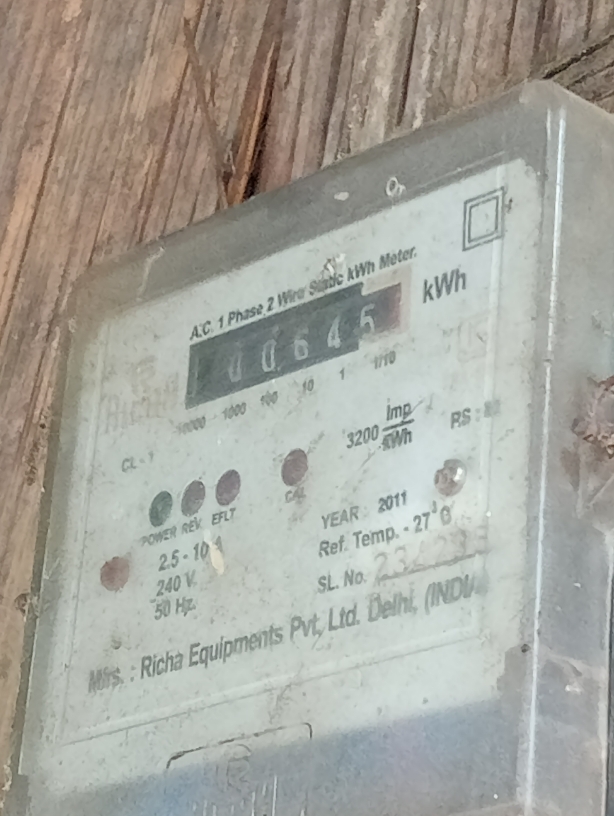 A.C. 1 Phase 2 Wire Static kWh Meter.
00645
kWh
10000 1000 100 10 1 1/10
CL - 1
3200 Imp
kWh
RS :
POWER REV EFLT
CAL
2.5 - 10 A
240 V.
50 Hz.
YEAR : 2011
Ref. Temp. - 27°C
SL. No.
Mfrs. : Richa Equipments Pvt. Ltd. Delhi, (INDIA)